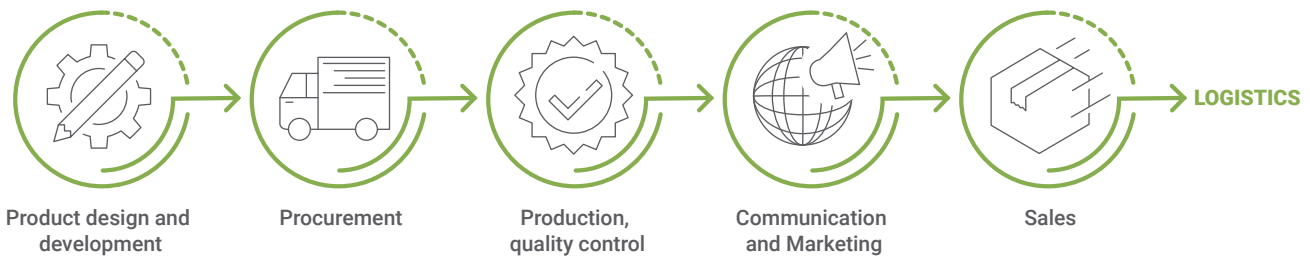 LOGISTICS
Product design and
development
Procurement
Production,
quality control
Communication
and Marketing
Sales